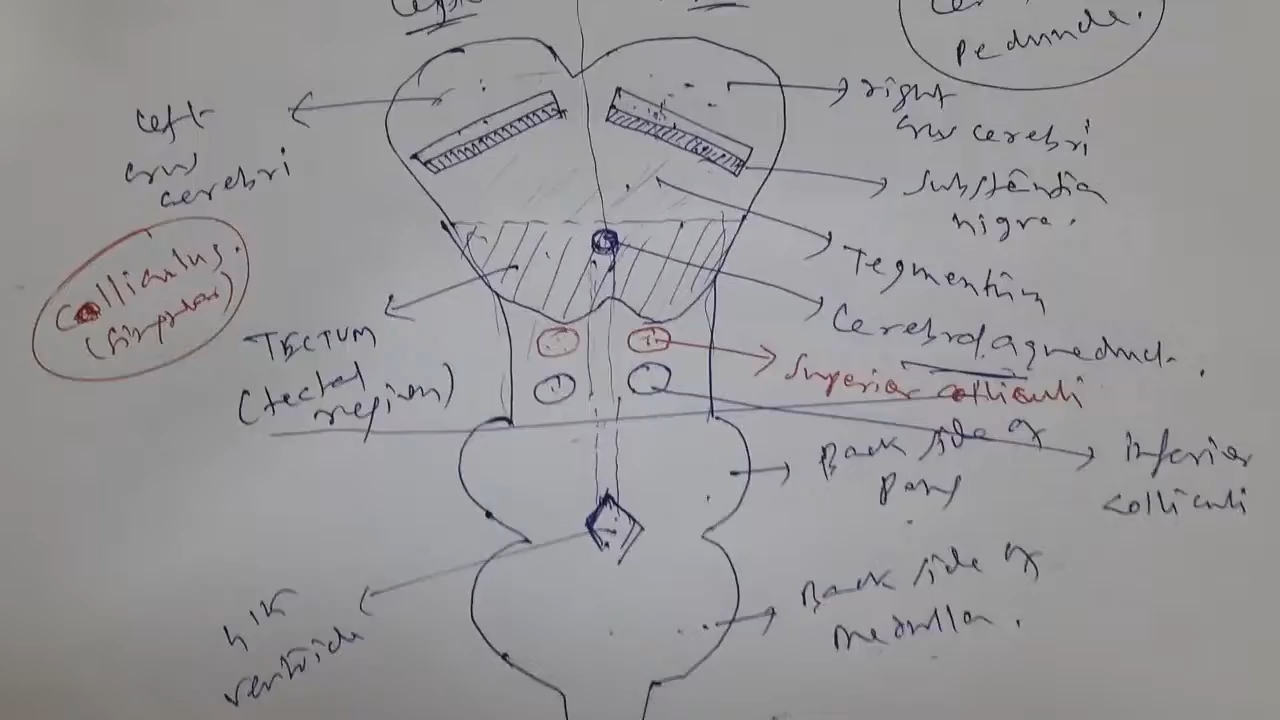 Peduncle.
left
crus
cerebri
right
crus cerebri
Substantia
nigra.
Tegmentum
Cerebral aqueduct.
Colliculus.
(singular)
TECTUM
(tectal
region)
Superior colliculi
Back side of
pons
inferior
colliculi
4th
ventricle
Back side of
medulla.